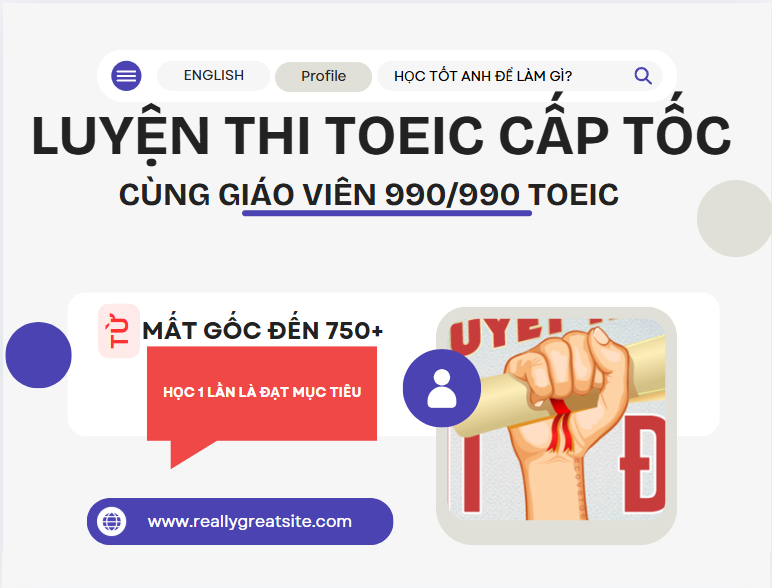 ENGLISH
Profile
HỌC TỐT ANH ĐỂ LÀM GÌ?
LUYỆN THI TOEIC CẤP TỐC
CÙNG GIÁO VIÊN 990/990 TOEIC
TỪ
MẤT GỐC ĐẾN 750+
HỌC 1 LẦN LÀ ĐẠT MỤC TIÊU
www.reallygreatsite.com